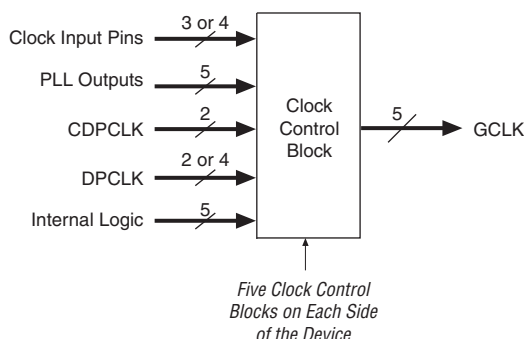 3 or 4
Clock Input Pins
5
PLL Outputs
2
CDPCLK
2 or 4
DPCLK
5
Internal Logic
Clock
Control
Block
5
GCLK
Five Clock Control
Blocks on Each Side
of the Device